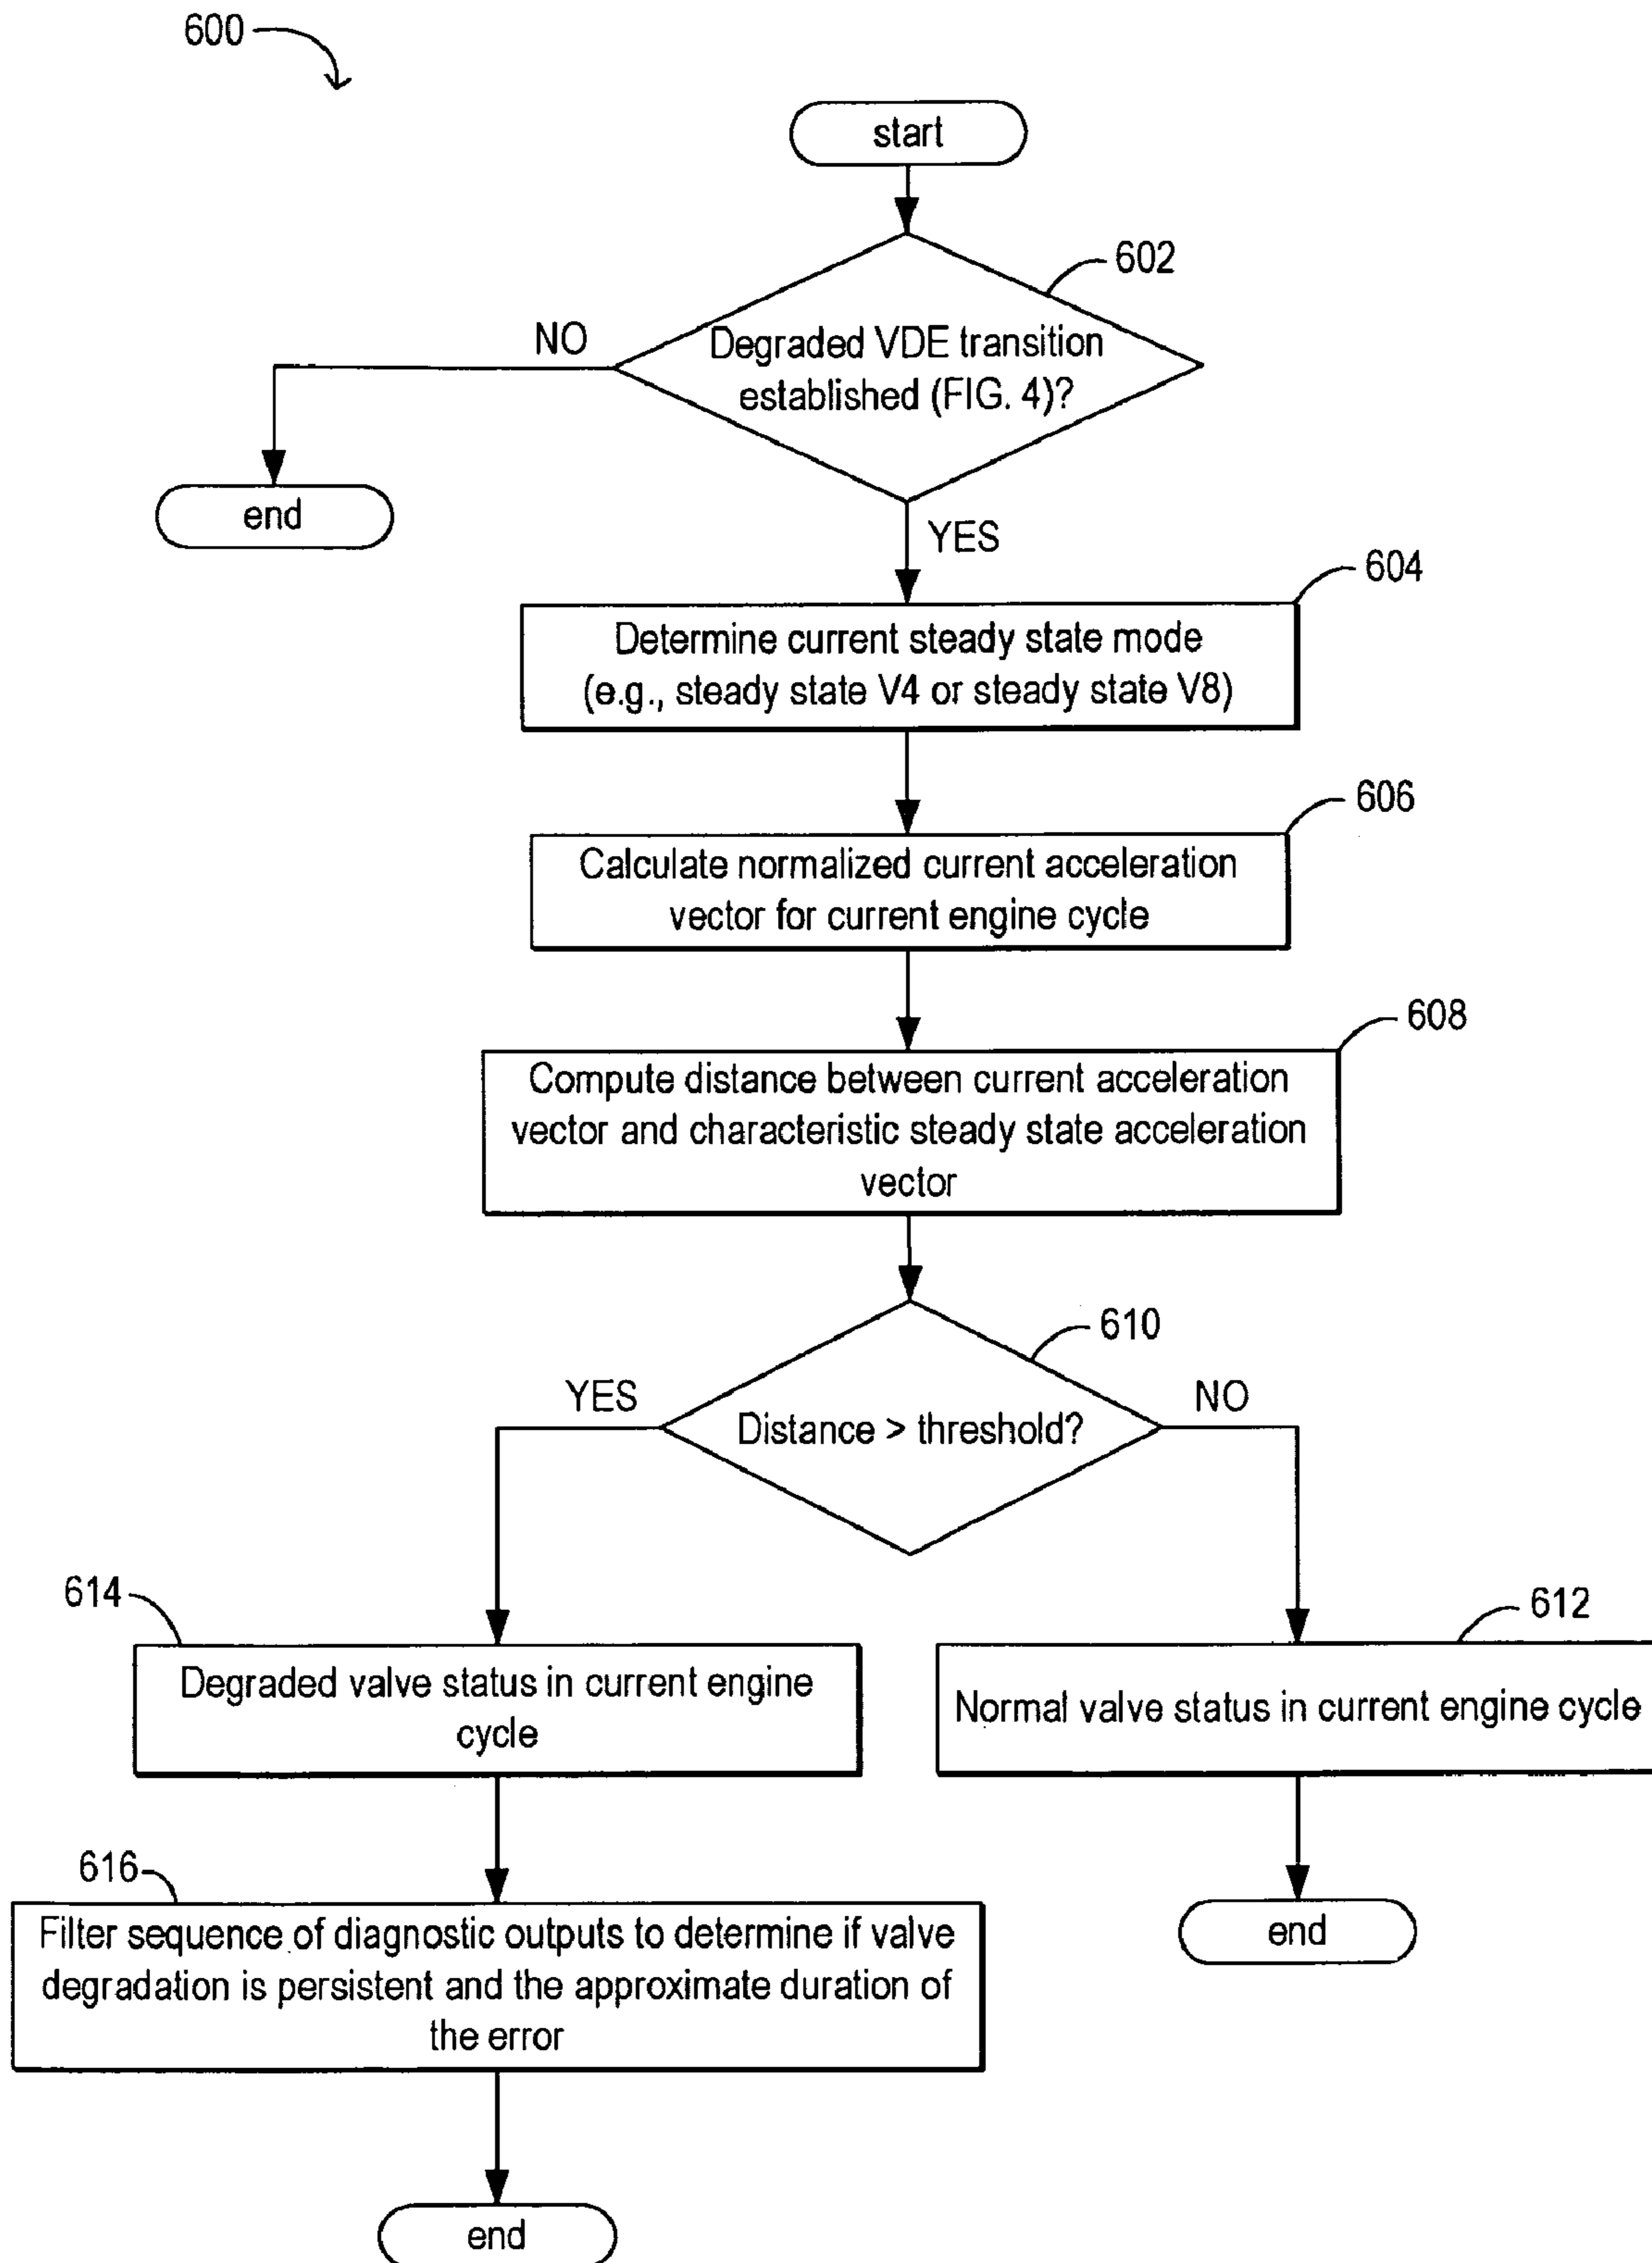 600
start
602
NO
Degraded VDE transition
established (FIG. 4)?
end
YES
604
Determine current steady state mode
(e.g., steady state V4 or steady state V8)
606
Calculate normalized current acceleration
vector for current engine cycle
608
Compute distance between current acceleration
vector and characteristic steady state acceleration
vector
610
YES
NO
Distance > threshold?
614
612
Degraded valve status in current engine
cycle
Normal valve status in current engine cycle
616
Filter sequence of diagnostic outputs to determine if valve
degradation is persistent and the approximate duration of
the error
end
end